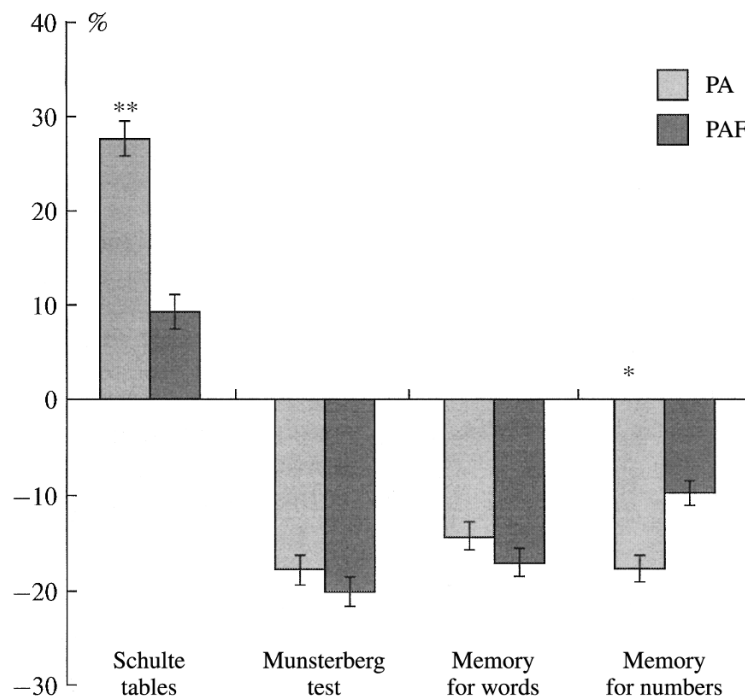 40
%
**
30
20
10
0
−10
−20
−30
PA
PAF
*
Schulte
tables
Munsterberg
test
Memory
for words
Memory
for numbers